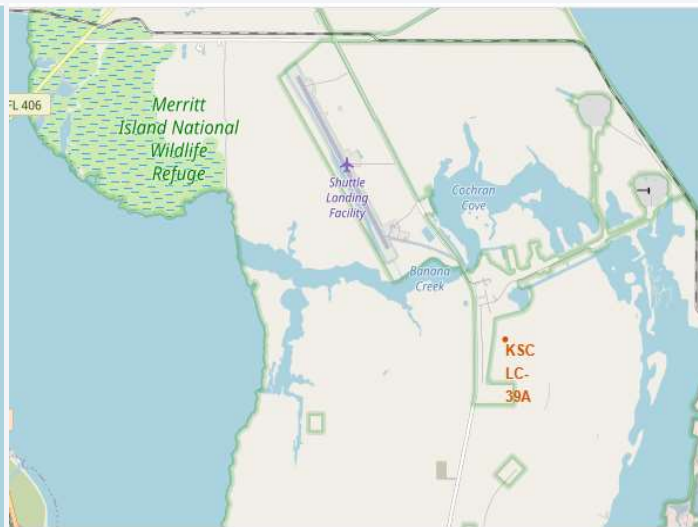 FL 406
Merritt
Island National
Wildlife
Refuge
Shuttle
Landing
Facility
Cochran
Cove
Banana
Creek
KSC
LC-
39A